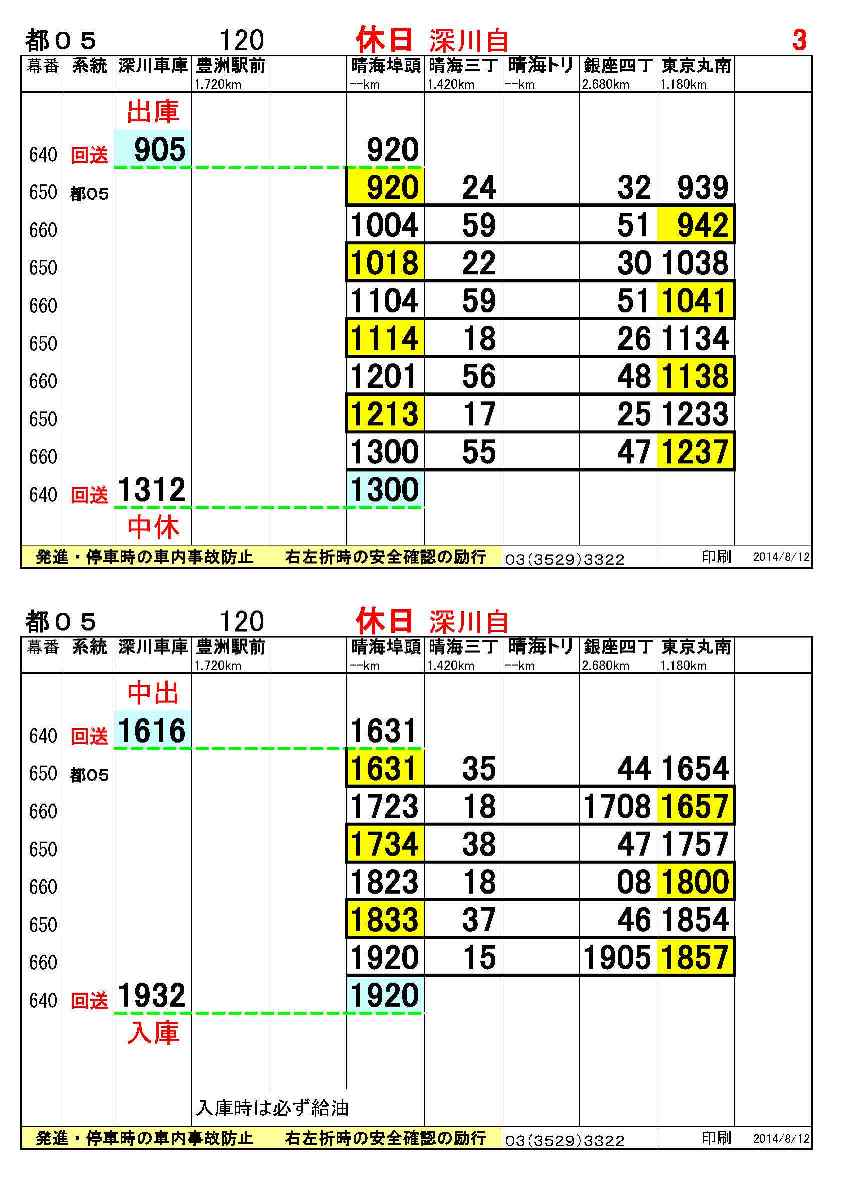 都05 120 休日 深川自 3
幕番 系統 深川車庫 豊洲駅前 晴海埠頭 晴海三丁 晴海トリ 銀座四丁 東京丸南
1.720km --km 1.420km --km 2.680km 1.180km
出庫
640 回送 905 920
650 都05 920 24 32 939
660 1004 59 51 942
650 1018 22 30 1038
660 1104 59 51 1041
650 1114 18 26 1134
660 1201 56 48 1138
650 1213 17 25 1233
660 1300 55 47 1237
640 回送 1312 1300
中休
発進・停車時の車内事故防止 右左折時の安全確認の励行 03(3529)3322 印刷 2014/8/12
都05 120 休日 深川自
幕番 系統 深川車庫 豊洲駅前 晴海埠頭 晴海三丁 晴海トリ 銀座四丁 東京丸南
1.720km --km 1.420km --km 2.680km 1.180km
中出
640 回送 1616 1631
650 都05 1631 35 44 1654
660 1723 18 1708 1657
650 1734 38 47 1757
660 1823 18 08 1800
650 1833 37 46 1854
660 1920 15 1905 1857
640 回送 1932 1920
入庫
入庫時は必ず給油
発進・停車時の車内事故防止 右左折時の安全確認の励行 03(3529)3322 印刷 2014/8/12